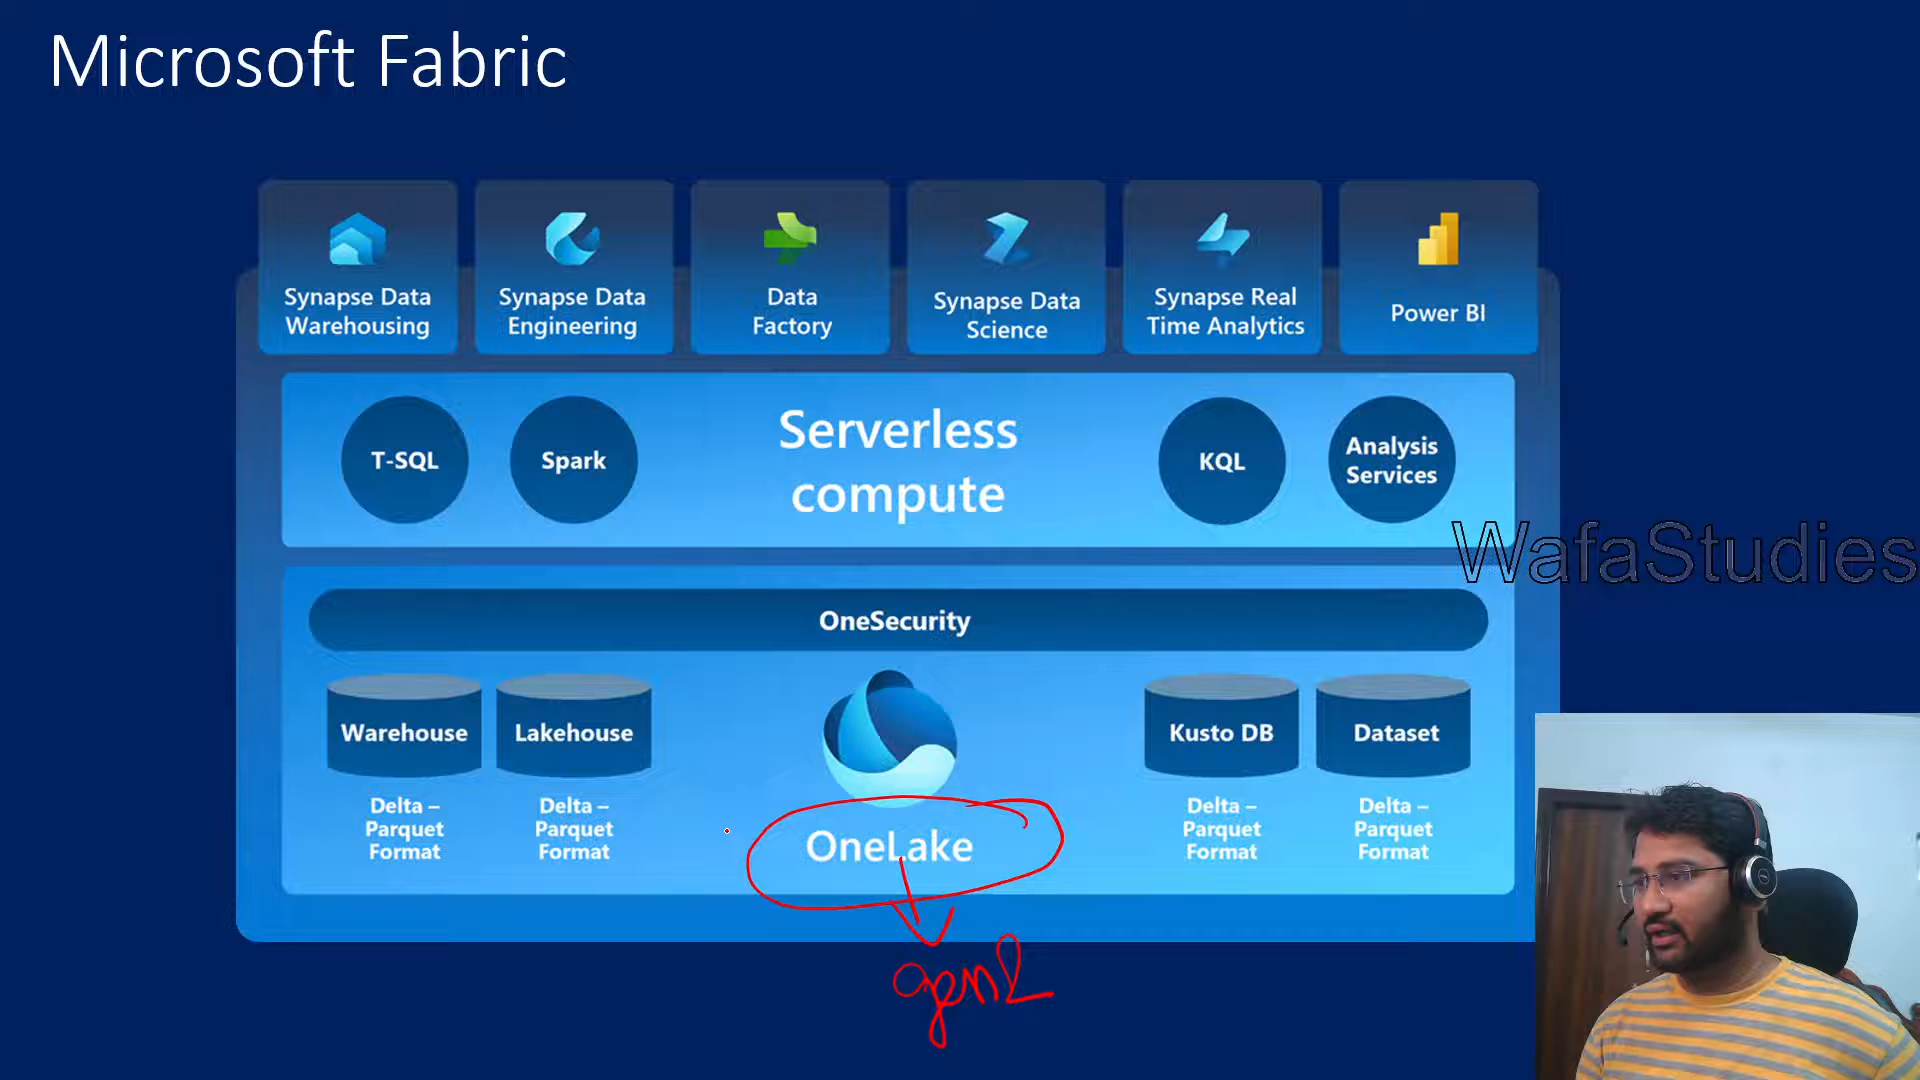 Microsoft Fabric
Synapse Data
Warehousing
Synapse Data
Engineering
Data
Factory
Synapse Data
Science
Synapse Real
Time Analytics
Power BI
T-SQL
Spark
Serverless
compute
KQL
Analysis
Services
WafaStudies
OneSecurity
Warehouse
Lakehouse
Kusto DB
Dataset
Delta –
Parquet
Format
Delta –
Parquet
Format
OneLake
Delta –
Parquet
Format
Delta –
Parquet
Format
gen2